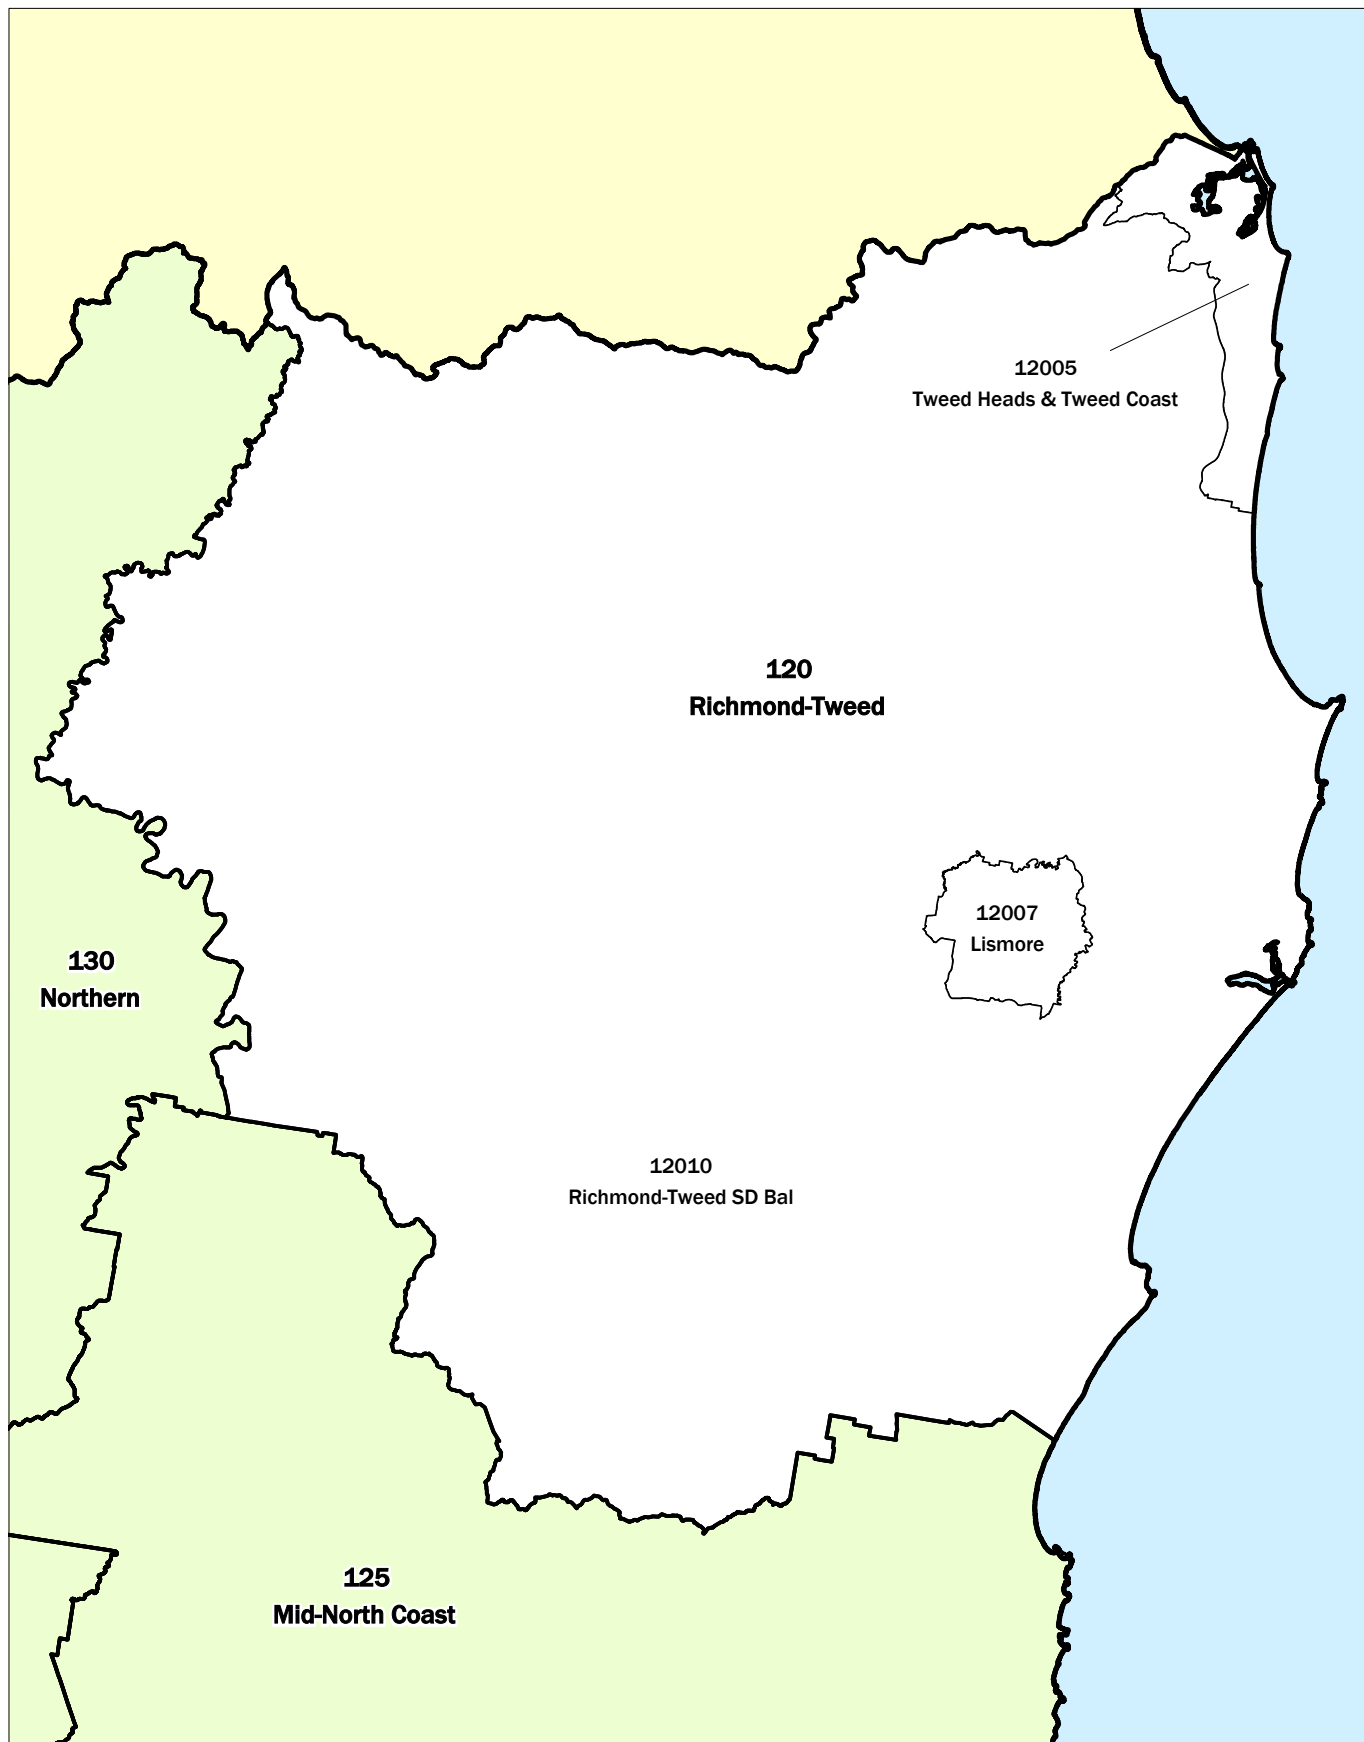 12005
Tweed Heads & Tweed Coast
120
Richmond-Tweed
12007
Lismore
130
Northern
12010
Richmond-Tweed SD Bal
125
Mid-North Coast